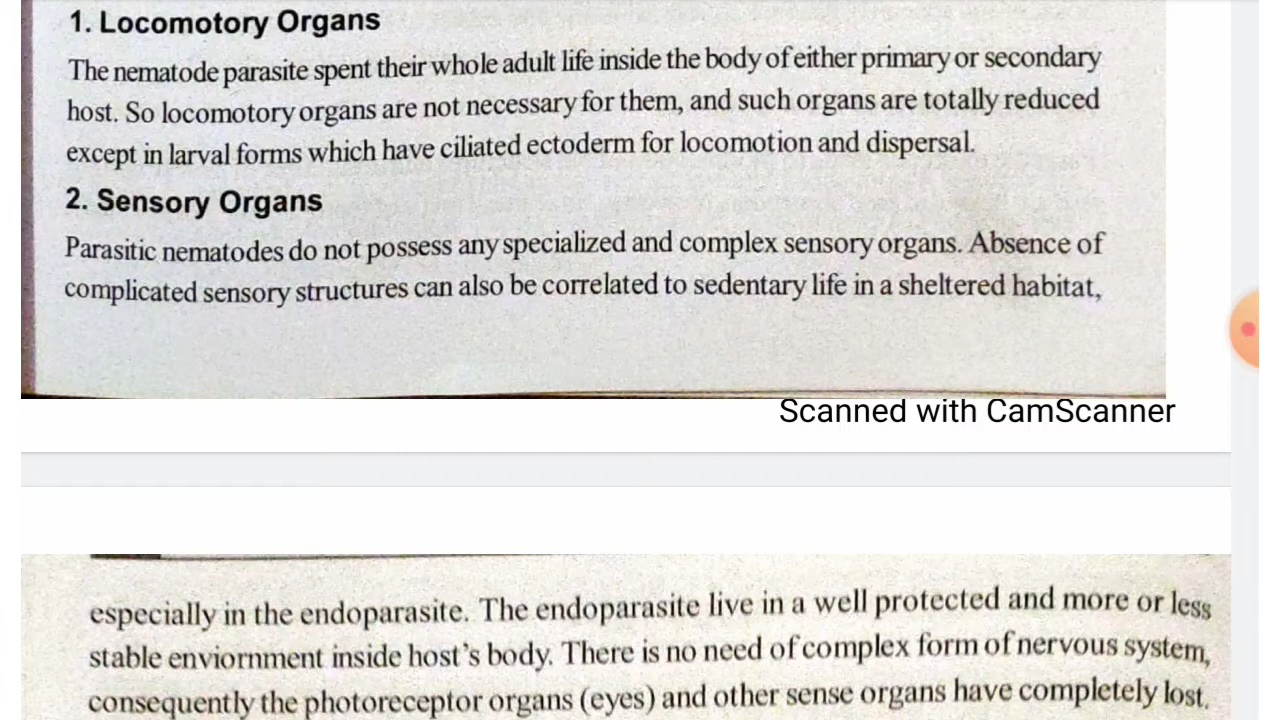 1. Locomotory Organs
The nematode parasite spent their whole adult life inside the body of either primary or secondary
host. So locomotory organs are not necessary for them, and such organs are totally reduced
except in larval forms which have ciliated ectoderm for locomotion and dispersal.
2. Sensory Organs
Parasitic nematodes do not possess any specialized and complex sensory organs. Absence of
complicated sensory structures can also be correlated to sedentary life in a sheltered habitat,
Scanned with CamScanner
especially in the endoparasite. The endoparasite live in a well protected and more or less
stable enviornment inside host's body. There is no need of complex form of nervous system,
consequently the photoreceptor organs (eyes) and other sense organs have completely lost.